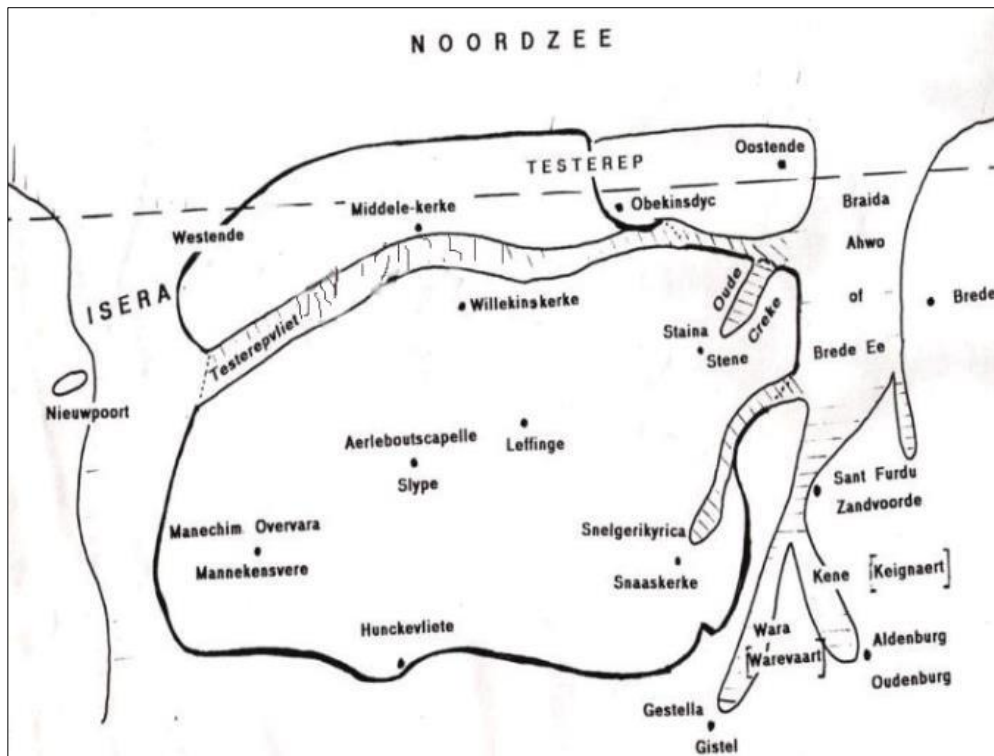 NOORDZEE
TESTEREP
Oostende
Obekinsdyc
Braida
Middele-kerke
Westende
Ahwo
ISERA
Oude
Creke
of
Brede
Willekinskerke
Testerepvliet
Staina
Stene
Brede Ee
Nieuwpoort
Aerleboutscapelle
Leffinge
Slype
Sant Furdu
Zandvoorde
Manechim Overvara
Snelgerikyrica
Mannekensvere
Snaaskerke
Kene [Keignaert]
Hunckevliete
Wara
[Warevaart]
Aldenburg
Oudenburg
Gestella
Gistel